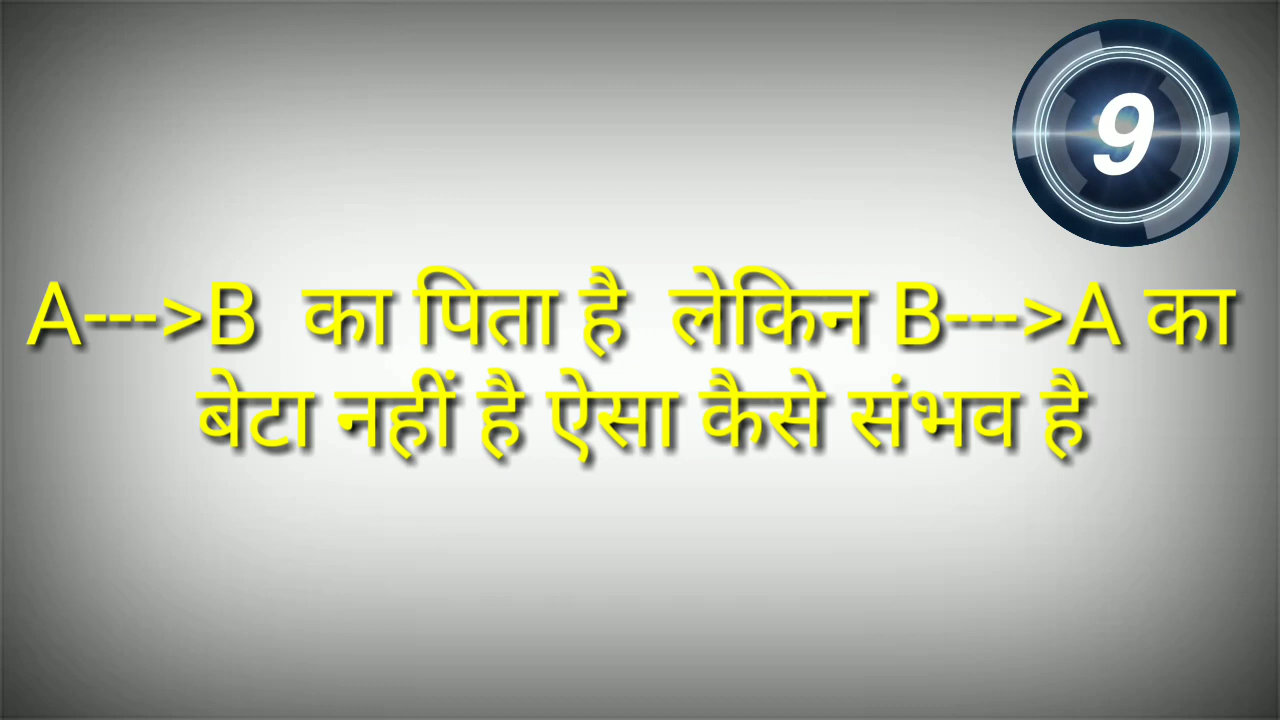 9
A--->B का पिता है लेकिन B--->A का
बेटा नहीं है ऐसा कैसे संभव है